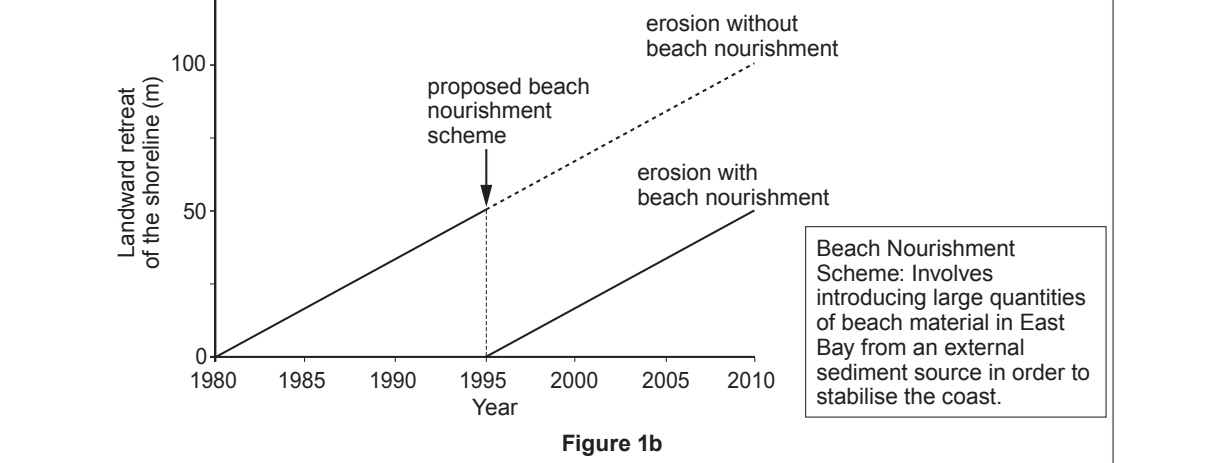 erosion without
beach nourishment
100
proposed beach
nourishment
scheme
Landward retreat
of the shoreline (m)
erosion with
beach nourishment
50
Beach Nourishment
Scheme: Involves
introducing large quantities
of beach material in East
Bay from an external
sediment source in order to
stabilise the coast.
0
1980 1985 1990 1995 2000 2005 2010
Year
Figure 1b